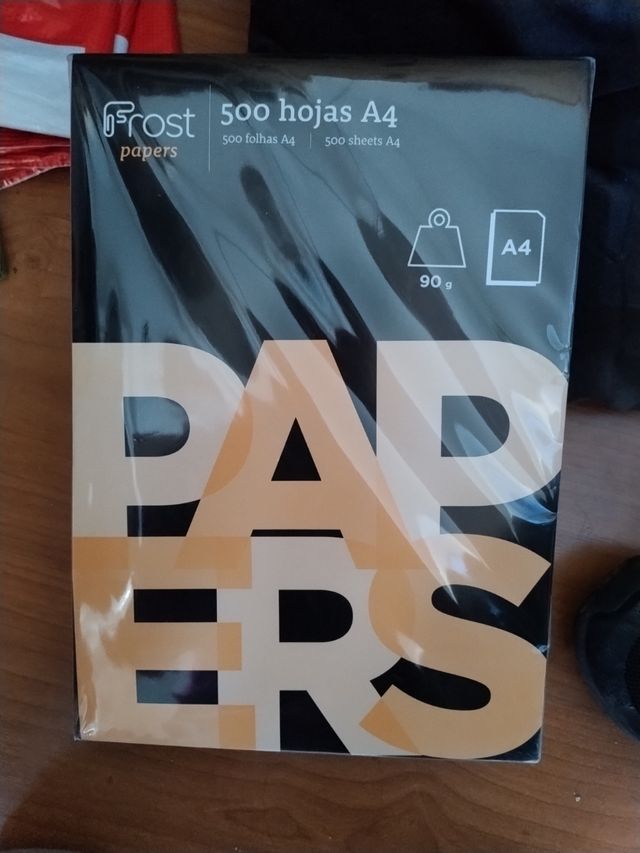 Frost
papers
500 hojas A4
500 folhas A4 | 500 sheets A4
90 g
A4
PAP
ERS